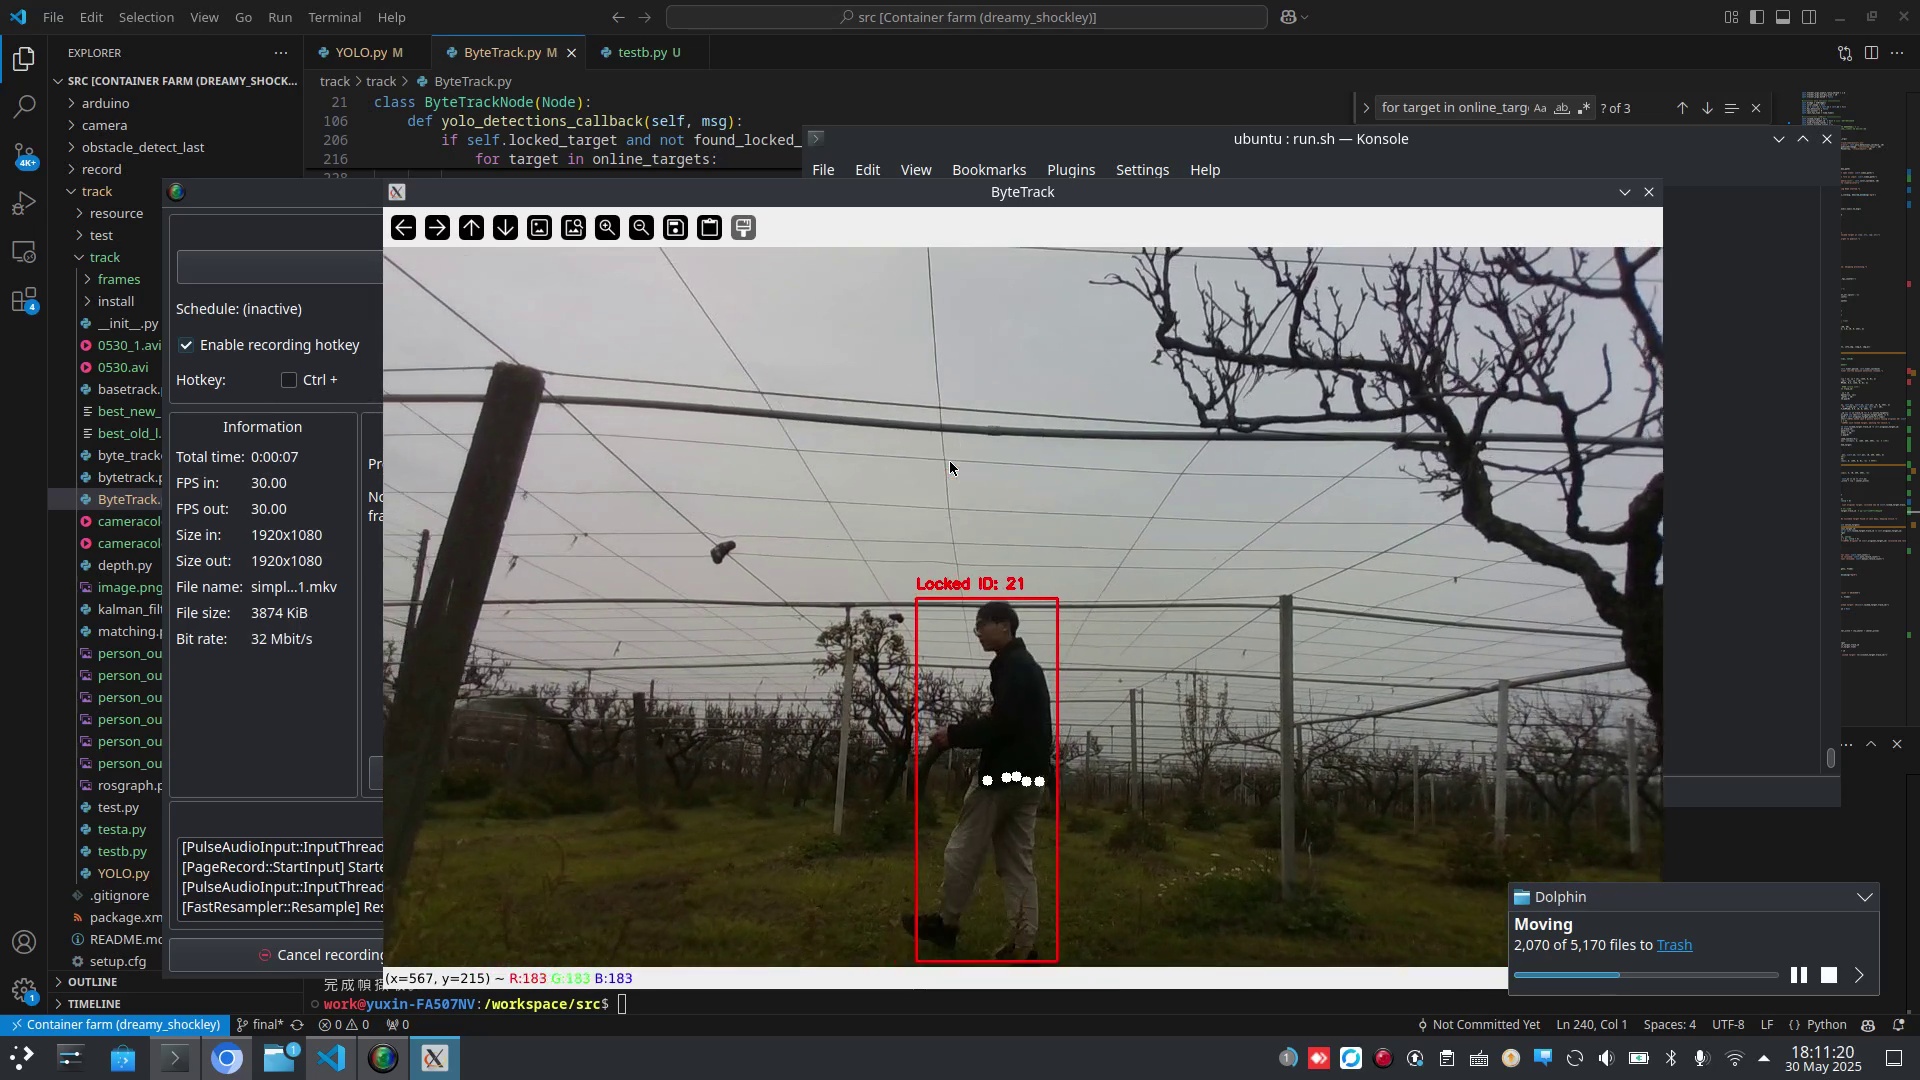 File Edit Selection View Go Run Terminal Help
src [Container farm (dreamy_shockley)]
EXPLORER
YOLO.py M
ByteTrack.py M
testb.py U
SRC [CONTAINER FARM (DREAMY_SHOCK...
track > track > ByteTrack.py
arduino
camera
obstacle_detect_last
record
track
resource
test
track
frames
install
__init__.py
0530_1.avi
0530.avi
basetrack.
best_new_
best_old_l.
byte_track
bytetrack.p
ByteTrack.
cameracol
cameracol
depth.py
image.png
kalman_filt
matching.p
person_ou
person_ou
person_ou
person_ou
person_ou
person_ou
rosgraph.p
test.py
testa.py
testb.py
YOLO.py
.gitignore
package.xm
README.md
setup.cfg
OUTLINE
TIMELINE
4K+
4
1
21 class ByteTrackNode(Node):
106 def yolo_detections_callback(self, msg):
206 if self.locked_target and not found_locked_
216 for target in online_targets:
for target in online_targ
Aa ab
? of 3
ubuntu : run.sh — Konsole
File Edit View Bookmarks Plugins Settings Help
ByteTrack
Schedule: (inactive)
Enable recording hotkey
Hotkey: Ctrl +
Information
Total time: 0:00:07
FPS in: 30.00
FPS out: 30.00
Size in: 1920x1080
Size out: 1920x1080
File name: simpl...1.mkv
File size: 3874 KiB
Bit rate: 32 Mbit/s
Pr
No
fra
[PulseAudioInput::InputThread
[PageRecord::StartInput] Starte
[PulseAudioInput::InputThread
[FastResampler::Resample] Res
Cancel recording
Locked ID: 21
(x=567, y=215) ~ R:183 G:183 B:183
work@yuxin-FA507NV:/workspace/src$
Dolphin
Moving
2,070 of 5,170 files to Trash
Container farm (dreamy_shockley)
final*
0 0
0
Not Committed Yet
Ln 240, Col 1
Spaces: 4
UTF-8
LF
{} Python
1
1
18:11:20
30 May 2025